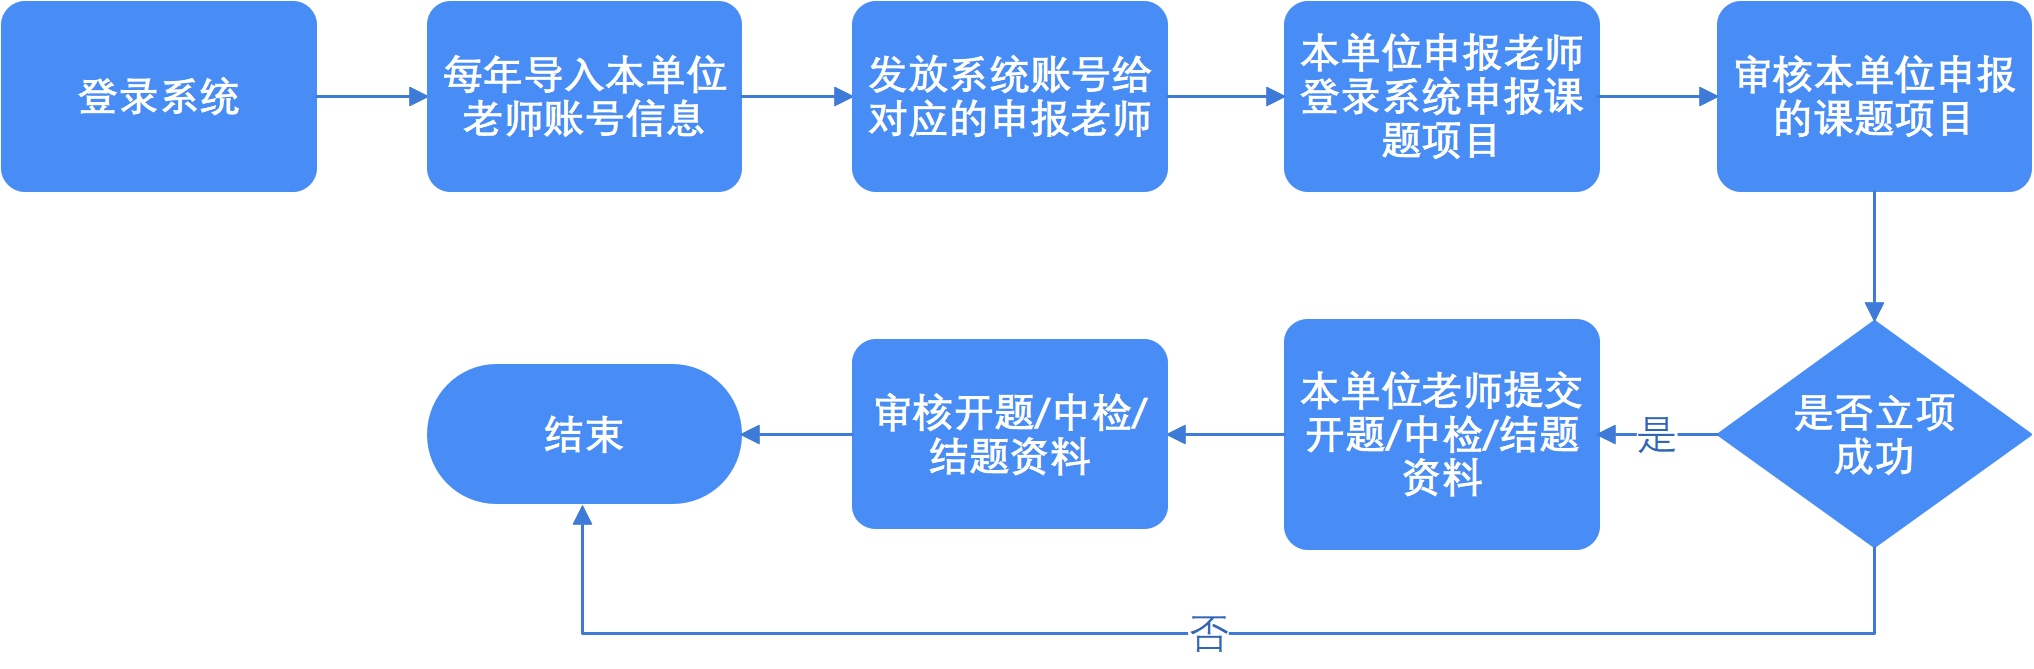 登录系统
每年导入本单位
老师账号信息
发放系统账号给
对应的申报老师
本单位申报老师
登录系统申报课
题项目
审核本单位申报
的课题项目
是否立项
成功
是
本单位老师提交
开题/中检/结题
资料
审核开题/中检/
结题资料
结束
否